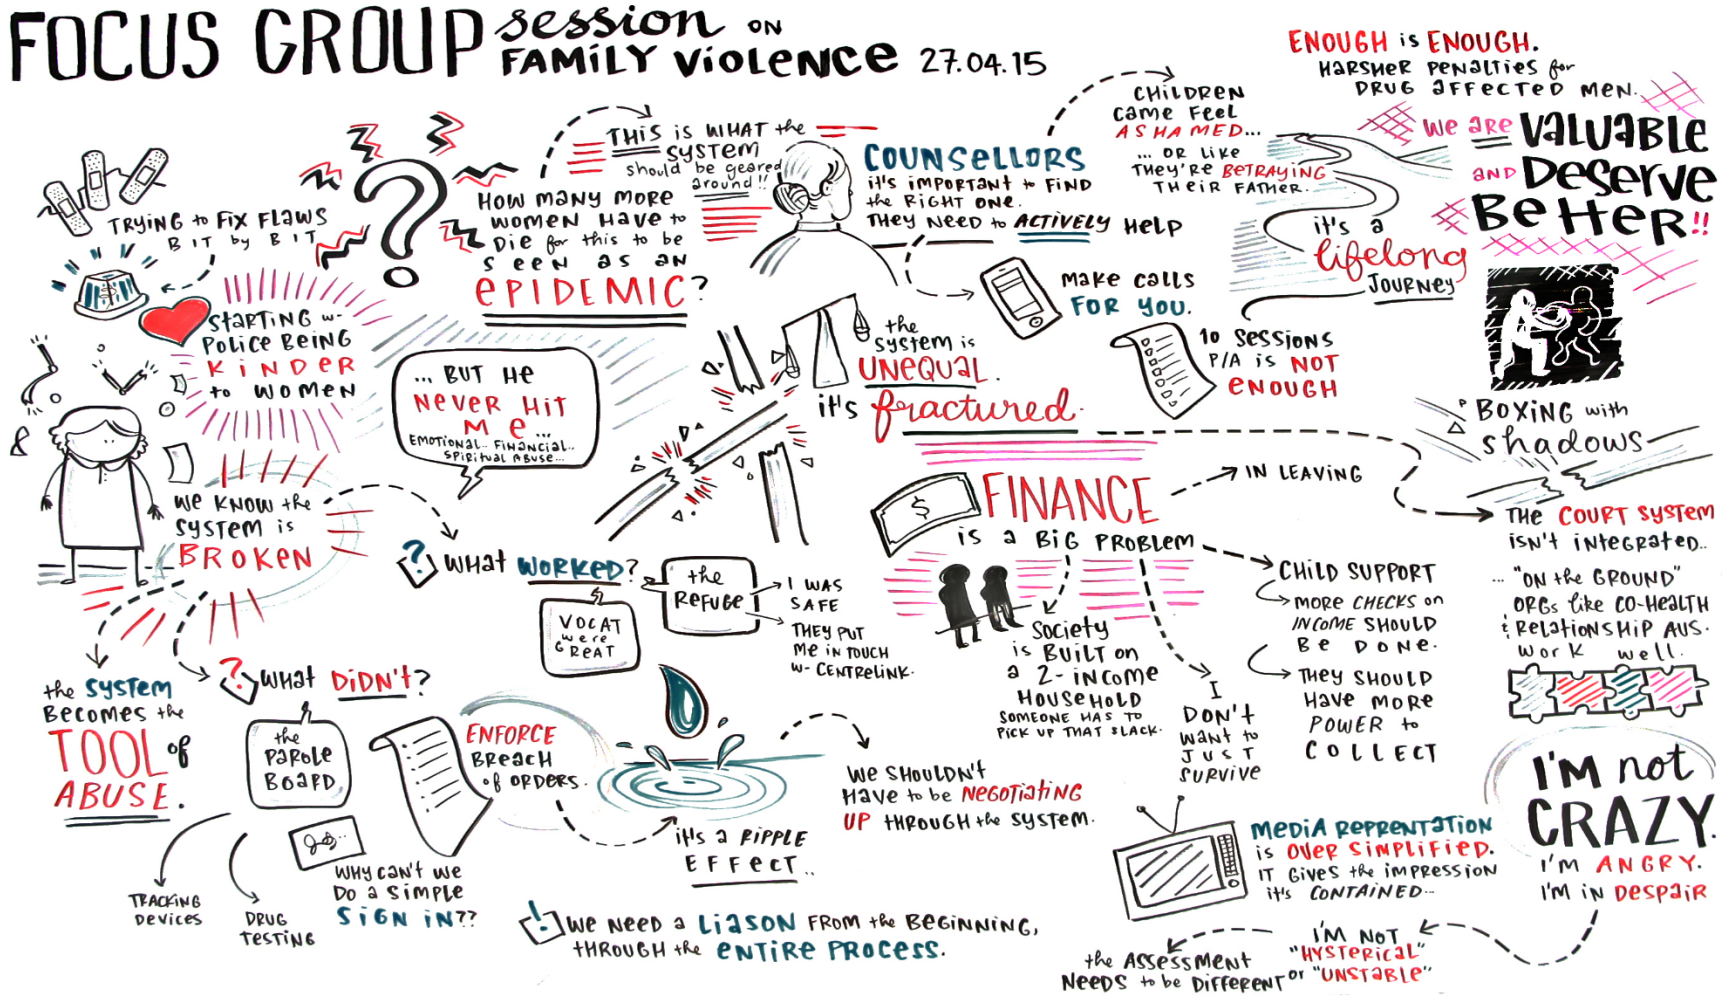 FOCUS GROUP session ON
FAMILY VIOLENCE 27.04.15
TRYING to FIX FLAWS
BIT by BIT
STARTING w-
POLICE BEING
KINDER
to WOMEN
HOW MANY MORE
WOMEN HAVE to
DIE for this to be
SEEN AS AN
EPIDEMIC?
THIS is WHAT the
SYSTEM
should be geared
around!!
COUNSELLORS
it's IMPORTANT to FIND
the RIGHT ONE.
THEY NEED to ACTIVELY HELP
CHILDREN
CAME FEEL
ASHAMED...
... OR LIKE
THEY'RE BETRAYING
THEIR FATHER.
ENOUGH is ENOUGH.
HARSHER PENALTIES for
DRUG AFFECTED MEN.
WE ARE VALUABLE
AND DESERVE
BETTER!!
it's a
lifelong
JOURNEY
MAKE CALLS
FOR YOU.
10 SESSIONS
P/A is NOT
ENOUGH
BOXING with
shadows
... BUT HE
NEVER HIT
ME...
EMOTIONAL.. FINANCIAL..
SPIRITUAL ABUSE...
the
SYSTEM is
UNEQUAL.
it's fractured.
WE KNOW the
SYSTEM is
BROKEN
? WHAT WORKED?
the
REFUGE
I WAS
SAFE
THEY PUT
ME IN TOUCH
W- CENTRELINK.
VOCAT
were
GREAT
$
FINANCE
is a BIG PROBLEM
IN LEAVING
CHILD SUPPORT
MORE CHECKS on
INCOME SHOULD
BE DONE.
THEY SHOULD
HAVE MORE
POWER to
COLLECT
SOCIETY
is BUILT on
a 2-INCOME
HOUSEHOLD
SOMEONE HAS TO
PICK UP THAT SLACK.
I
DON'T
WANT to
JUST
SURVIVE
THE COURT SYSTEM
ISN'T INTEGRATED..
... "ON the GROUND"
ORGs like CO-HEALTH
& RELATIONSHIP AUS.
WORK WELL.
the SYSTEM
BECOMES the
TOOL of
ABUSE.
? WHAT DIDN'T?
the
PAROLE
BOARD
TRACKING
DEVICES
DRUG
TESTING
WHY CAN'T WE
DO a SIMPLE
SIGN IN??
ENFORCE
BREACH
of ORDERS.
it's a RIPPLE
EFFECT..
WE SHOULDN'T
HAVE to be NEGOTIATING
UP THROUGH the SYSTEM.
! WE NEED a LIASON FROM the BEGINNING,
THROUGH the ENTIRE PROCESS.
MEDIA REPRENTATION
is OVER SIMPLIFIED.
IT GIVES the IMPRESSION
it's CONTAINED...
I'M not
CRAZY.
I'M ANGRY.
I'M IN DESPAIR
I'M NOT
"HYSTERICAL"
or "UNSTABLE"
the ASSESSMENT
NEEDS to be DIFFERENT